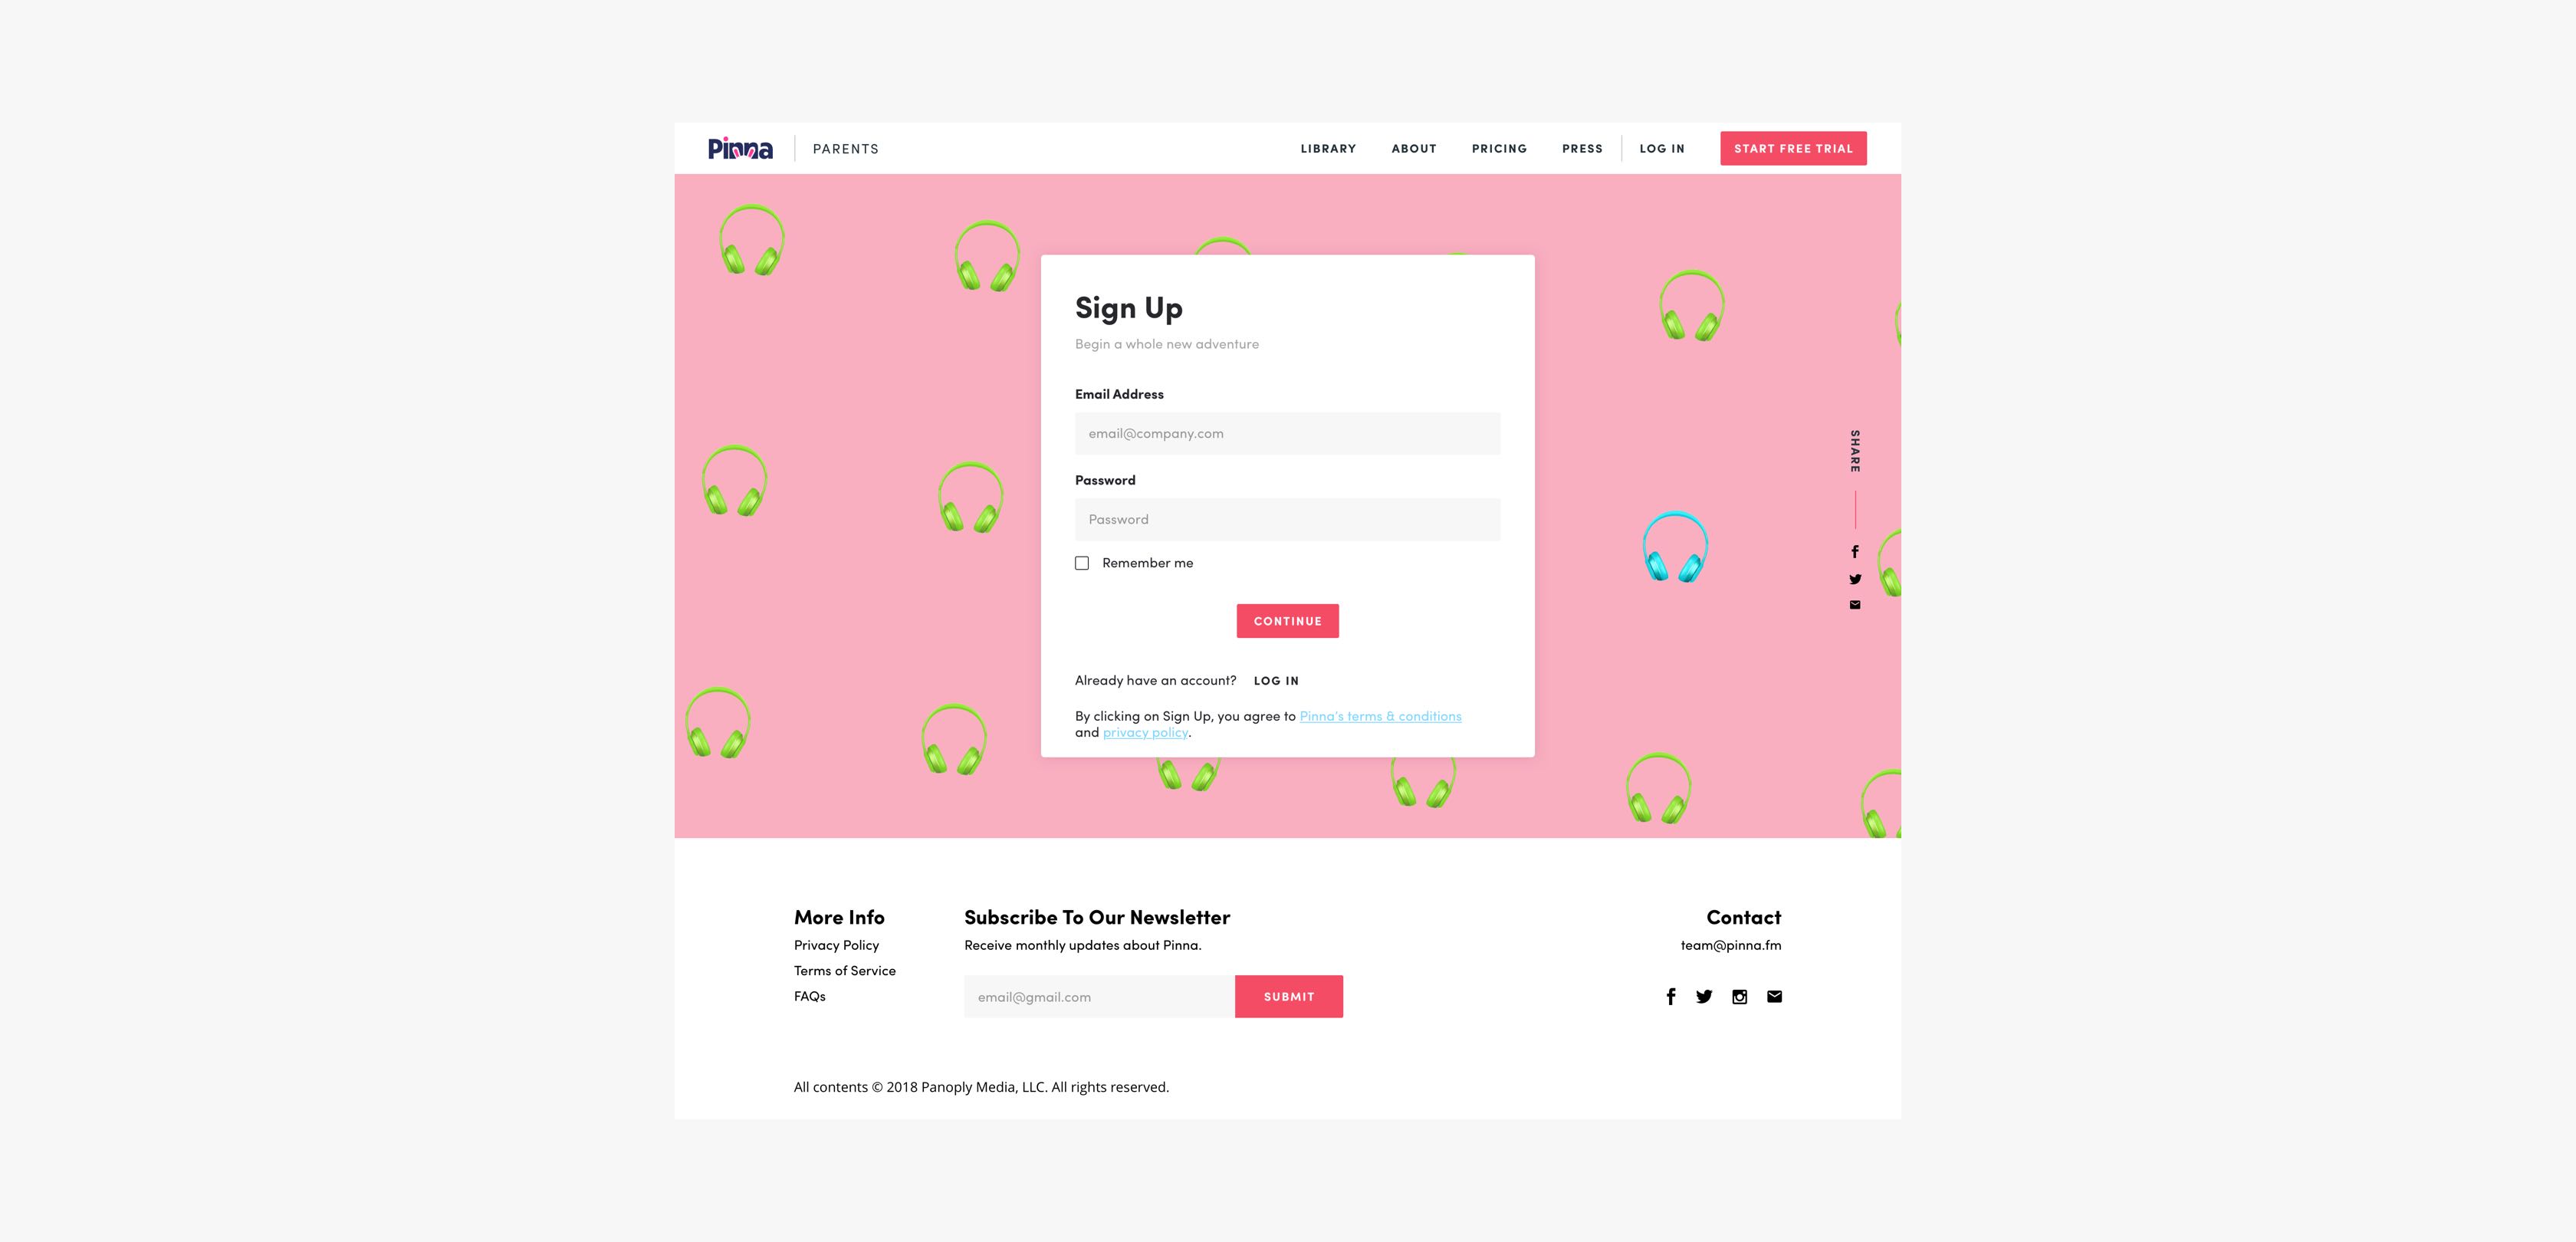 Pinna
PARENTS
LIBRARY
ABOUT
PRICING
PRESS
LOG IN
START FREE TRIAL
Sign Up
Begin a whole new adventure
Email Address
email@company.com
Password
Password
Remember me
CONTINUE
Already have an account? LOG IN
By clicking on Sign Up, you agree to Pinna's terms & conditions
and privacy policy.
SHARE
More Info
Privacy Policy
Terms of Service
FAQs
Subscribe To Our Newsletter
Receive monthly updates about Pinna.
email@gmail.com
SUBMIT
Contact
team@pinna.fm
All contents © 2018 Panoply Media, LLC. All rights reserved.